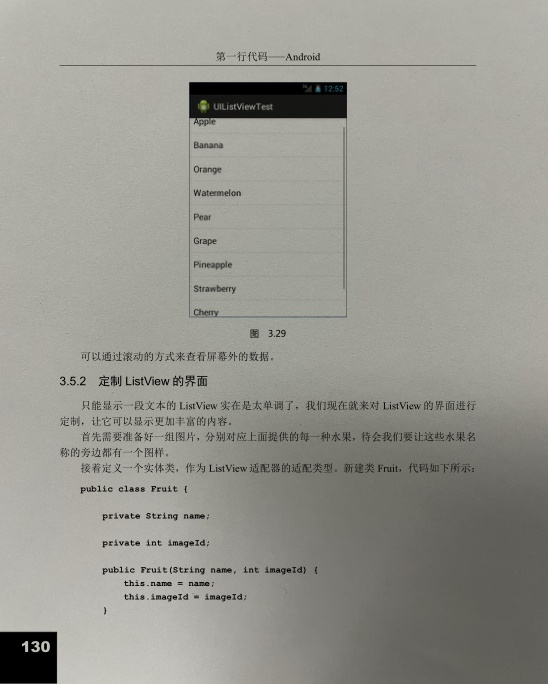 第一行代码——Android
12:52
UIListViewTest
Apple
Banana
Orange
Watermelon
Pear
Grape
Pineapple
Strawberry
Cherry
图 3.29
可以通过滚动的方式来查看屏幕外的数据。
3.5.2 定制 ListView 的界面
只能显示一段文本的 ListView 实在是太单调了，我们现在就来对 ListView 的界面进行
定制，让它可以显示更加丰富的内容。
首先需要准备好一组图片，分别对应上面提供的每一种水果，待会我们要让这些水果名
称的旁边都有一个图样。
接着定义一个实体类，作为 ListView 适配器的适配类型。新建类 Fruit，代码如下所示：
public class Fruit {
private String name;
private int imageId;
public Fruit(String name, int imageId) {
this.name = name;
this.imageId = imageId;
}
130